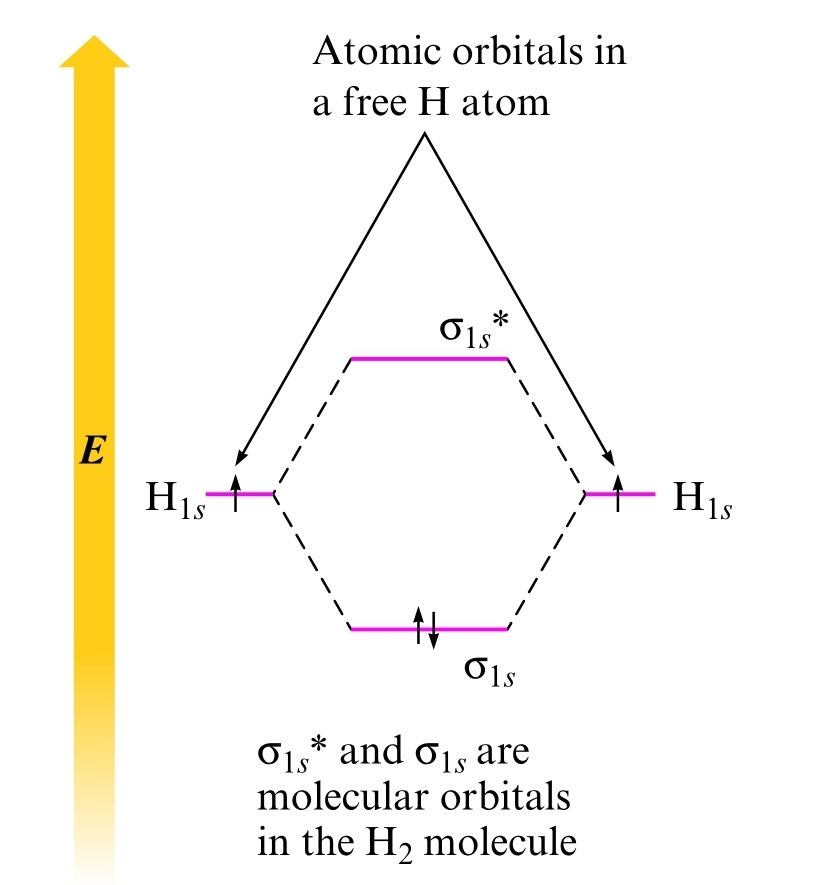 Atomic orbitals in
a free H atom
σ₁ₛ*
E
H₁ₛ
H₁ₛ
σ₁ₛ
σ₁ₛ* and σ₁ₛ are
molecular orbitals
in the H₂ molecule